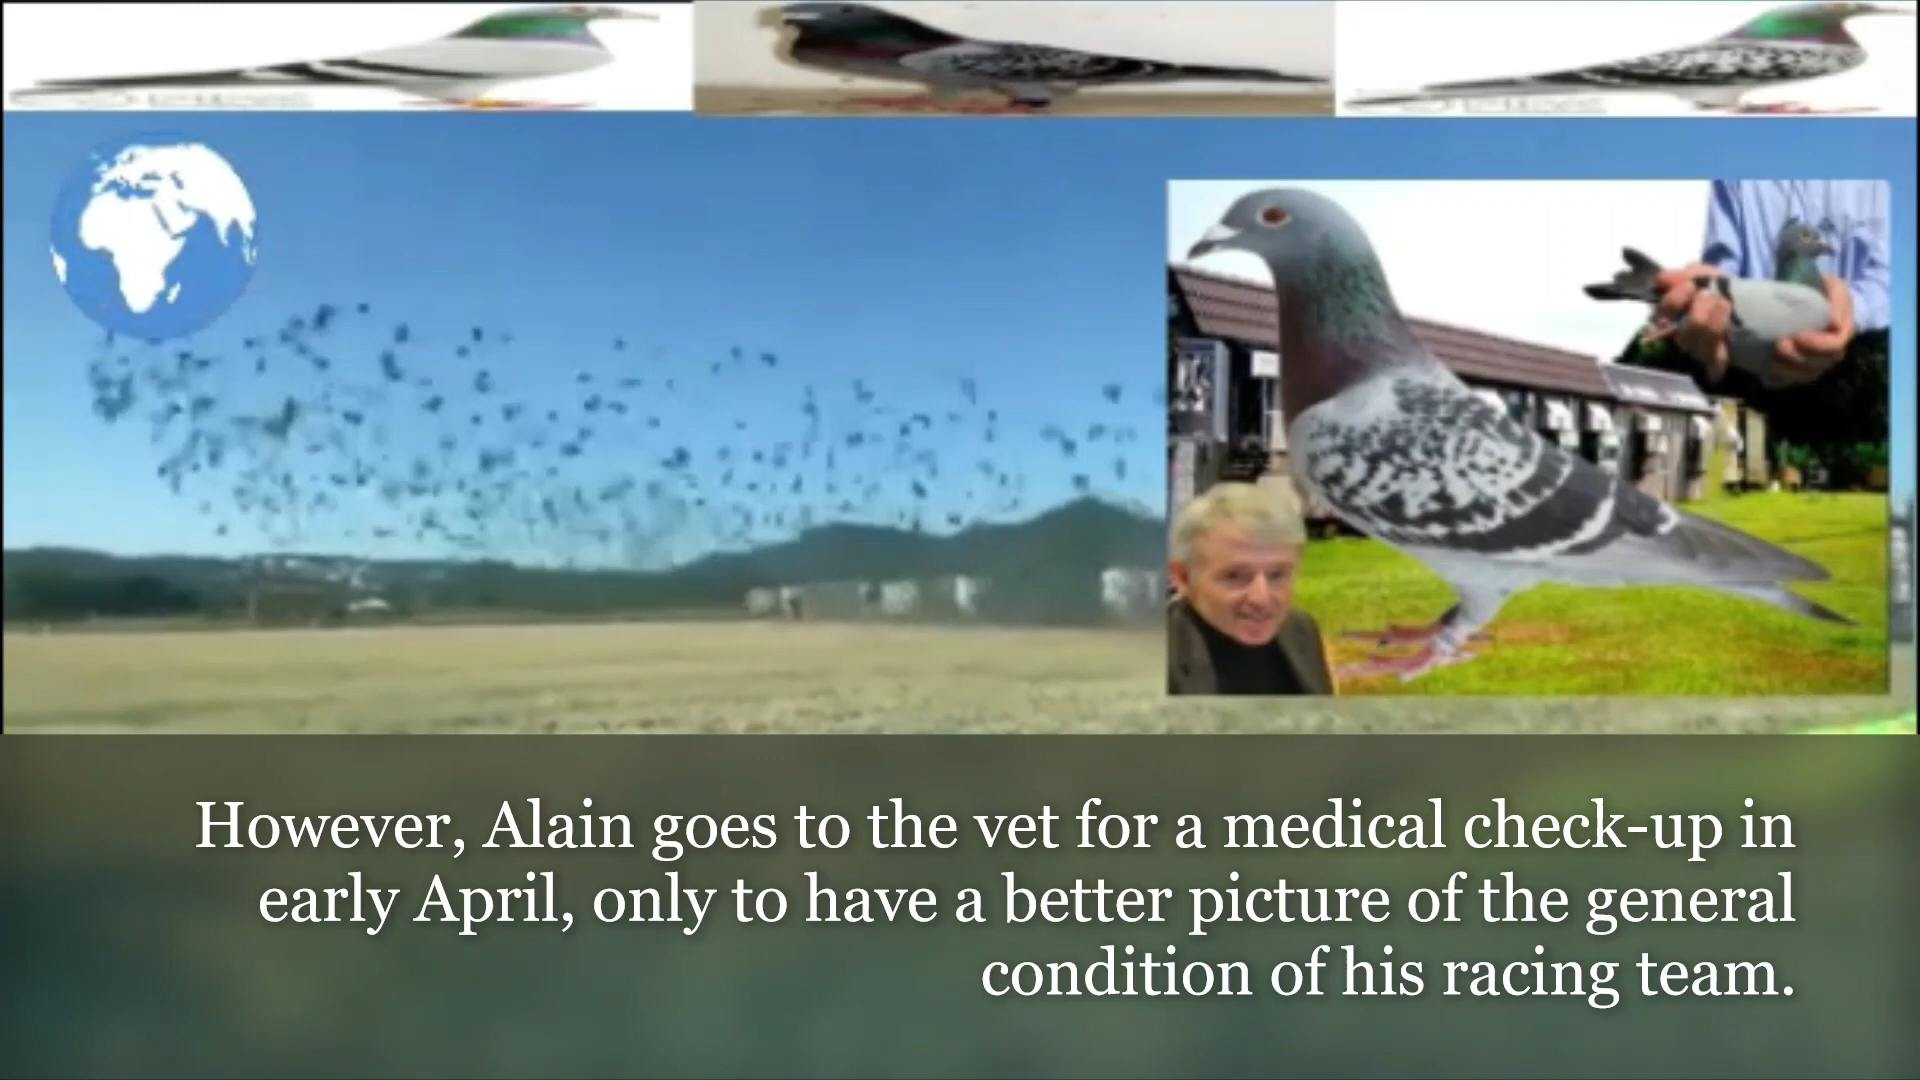 However, Alain goes to the vet for a medical check-up in
early April, only to have a better picture of the general
condition of his racing team.